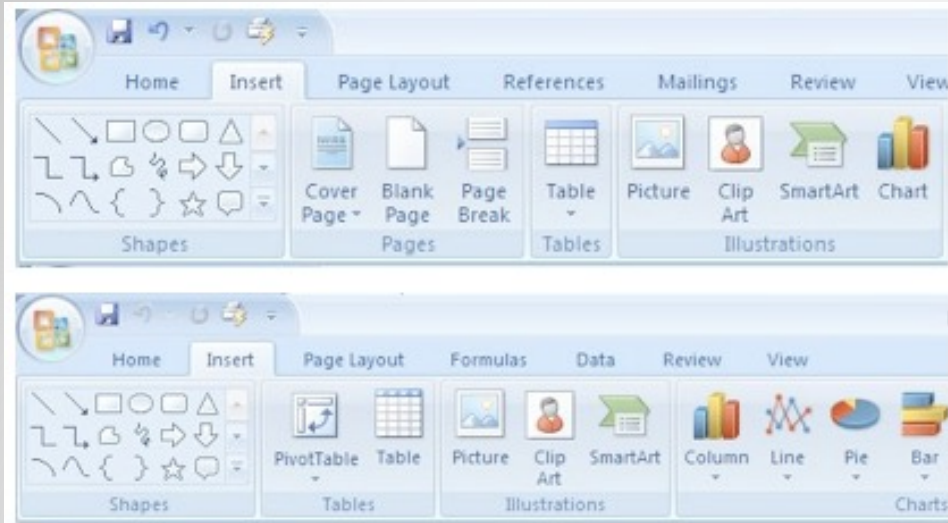 Home Insert Page Layout References Mailings Review View
Cover Page Blank Page Page Break Table Picture Clip Art SmartArt Chart
Shapes Pages Tables Illustrations
Home Insert Page Layout Formulas Data Review View
PivotTable Table Picture Clip Art SmartArt Column Line Pie Bar
Shapes Tables Illustrations Charts